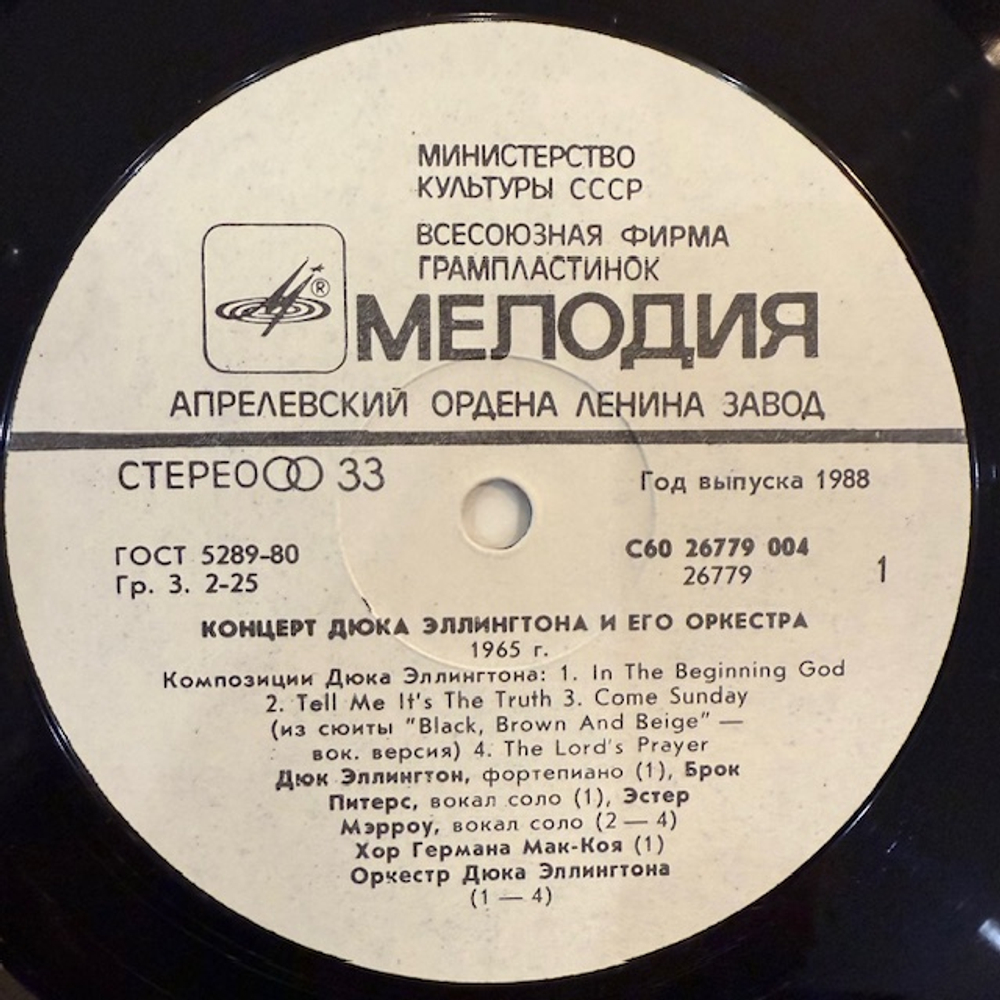 МИНИСТЕРСТВО
КУЛЬТУРЫ СССР
ВСЕСОЮЗНАЯ ФИРМА
ГРАМПЛАСТИНОК
®
МЕЛОДИЯ
АПРЕЛЕВСКИЙ ОРДЕНА ЛЕНИНА ЗАВОД
СТЕРЕО 33
Год выпуска 1988
ГОСТ 5289-80
Гр. 3. 2-25
С60 26779 004
26779
1
КОНЦЕРТ ДЮКА ЭЛЛИНГТОНА И ЕГО ОРКЕСТРА
1965 г.
Композиции Дюка Эллингтона: 1. In The Beginning God
2. Tell Me It's The Truth 3. Come Sunday
(из сюиты "Black, Brown And Beige" —
вок. версия) 4. The Lord's Prayer
Дюк Эллингтон, фортепиано (1), Брок
Питерс, вокал соло (1), Эстер
Мэрроу, вокал соло (2 — 4)
Хор Германа Мак-Коя (1)
Оркестр Дюка Эллингтона
(1 — 4)